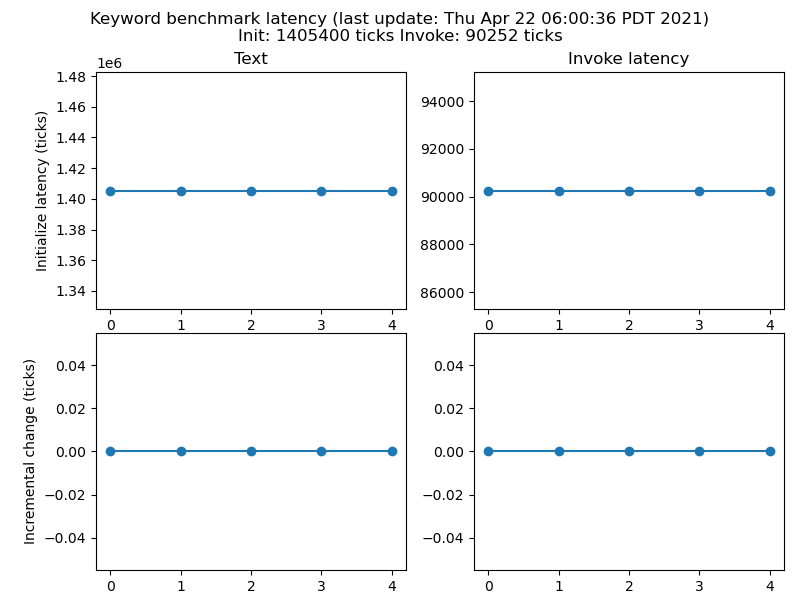 Keyword benchmark latency (last update: Thu Apr 22 06:00:36 PDT 2021)
Init: 1405400 ticks Invoke: 90252 ticks
Text
1e6
Initialize latency (ticks)
1.48
1.46
1.44
1.42
1.40
1.38
1.36
1.34
0 1 2 3 4
Invoke latency
94000
92000
90000
88000
86000
0 1 2 3 4
Incremental change (ticks)
0.04
0.02
0.00
−0.02
−0.04
0 1 2 3 4
0.04
0.02
0.00
−0.02
−0.04
0 1 2 3 4